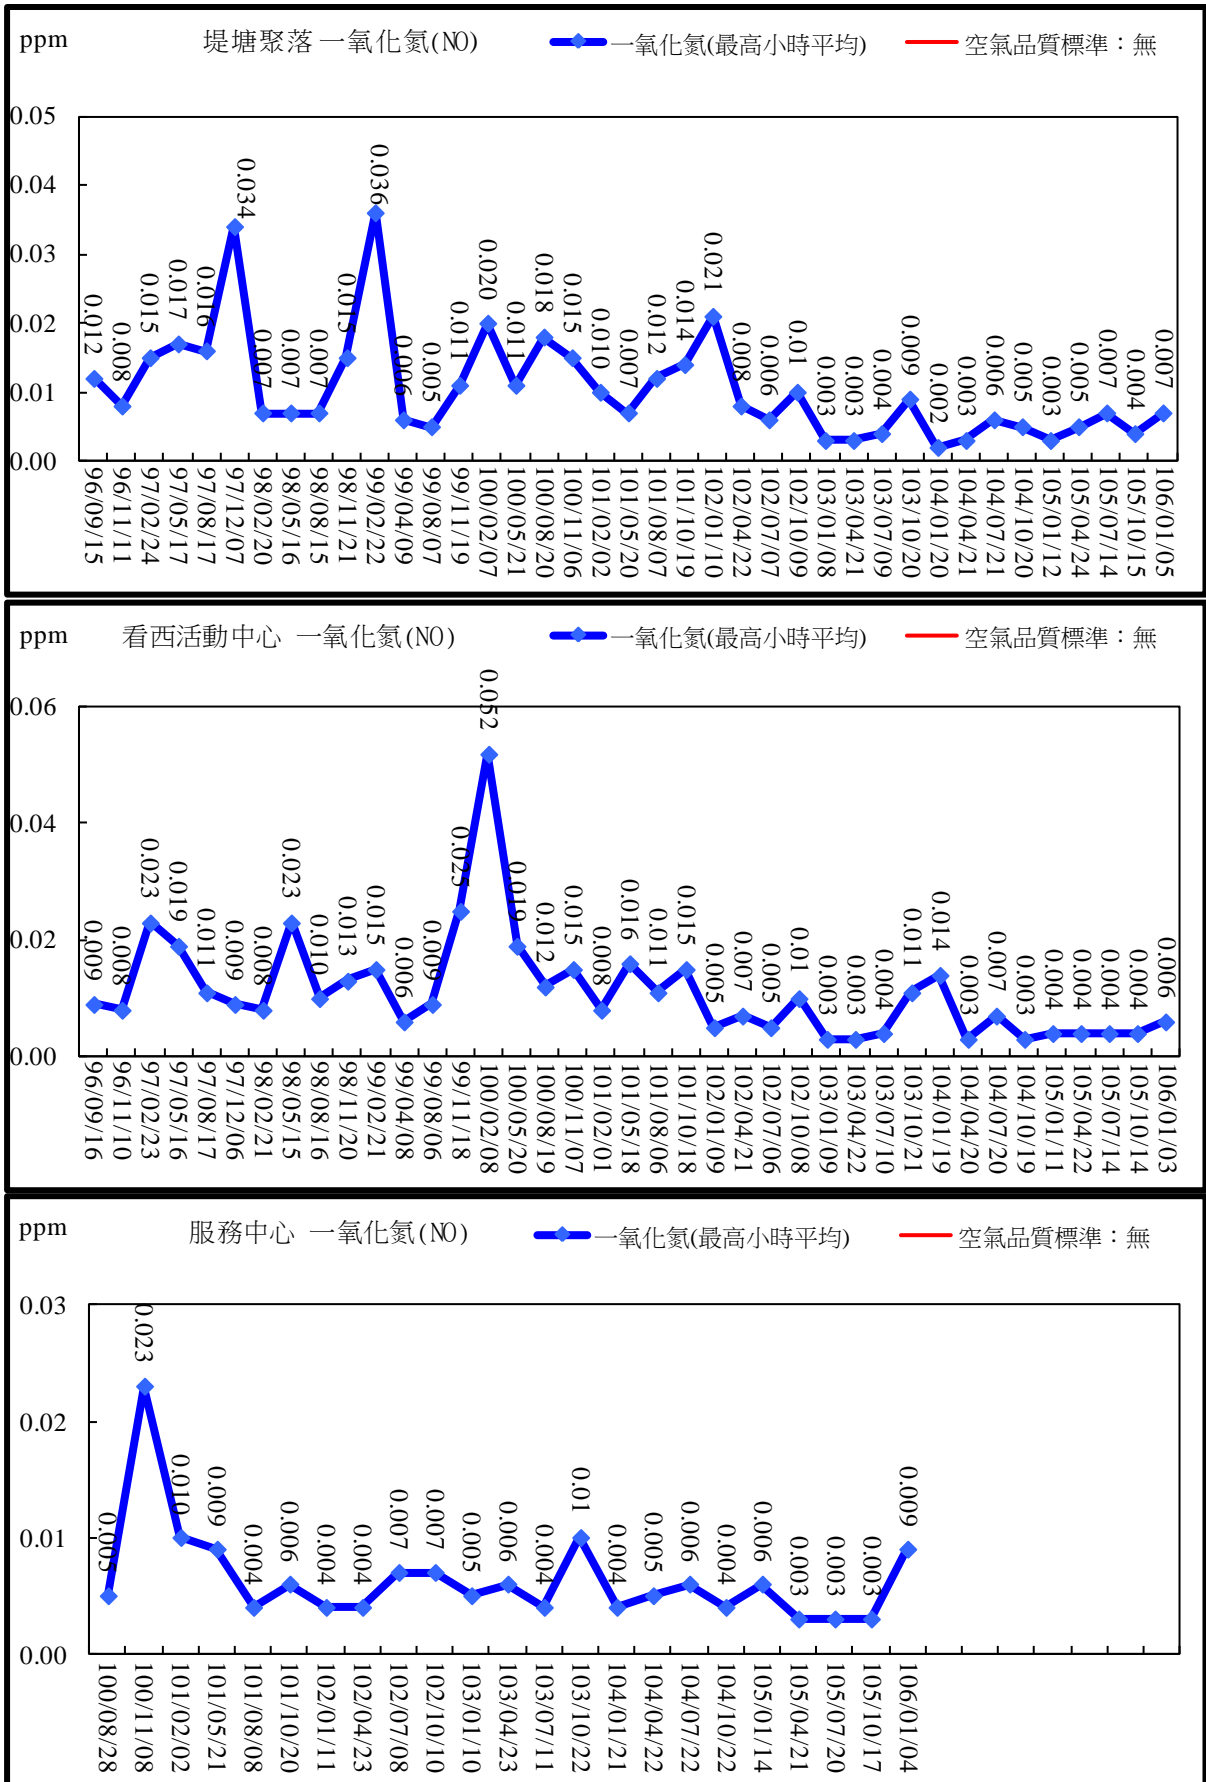 ppm 堤塘聚落 一氧化氮(NO) 一氧化氮(最高小時平均) 空氣品質標準：無
0.05
0.04
0.03
0.02
0.01
0.00
0.012 0.008 0.015 0.017 0.016 0.034 0.007 0.007 0.007 0.015 0.036 0.006 0.005 0.011 0.020 0.011 0.018 0.015 0.010 0.007 0.012 0.014 0.021 0.008 0.006 0.01 0.003 0.003 0.004 0.009 0.002 0.003 0.006 0.005 0.003 0.005 0.007 0.004 0.007
96/09/15 96/11/11 97/02/24 97/05/17 97/08/17 97/12/07 98/02/20 98/05/16 98/08/15 98/11/21 99/02/22 99/04/09 99/08/07 99/11/19 100/02/07 100/05/21 100/08/20 100/11/06 101/02/02 101/05/20 101/08/07 101/10/19 102/01/10 102/04/22 102/07/07 102/10/09 103/01/08 103/04/21 103/07/09 103/10/20 104/01/20 104/04/21 104/07/21 104/10/20 105/01/12 105/04/24 105/07/14 105/10/15 106/01/05
ppm 看西活動中心 一氧化氮(NO) 一氧化氮(最高小時平均) 空氣品質標準：無
0.06
0.04
0.02
0.00
0.009 0.008 0.023 0.019 0.011 0.009 0.008 0.023 0.010 0.013 0.015 0.006 0.009 0.025 0.052 0.019 0.012 0.015 0.008 0.016 0.011 0.015 0.005 0.007 0.005 0.01 0.003 0.003 0.004 0.011 0.014 0.003 0.007 0.003 0.004 0.004 0.004 0.004 0.006
96/09/16 96/11/10 97/02/23 97/05/16 97/08/17 97/12/06 98/02/21 98/05/15 98/08/16 98/11/20 99/02/21 99/04/08 99/08/06 99/11/18 100/02/08 100/05/20 100/08/19 100/11/07 101/02/01 101/05/18 101/08/06 101/10/18 102/01/09 102/04/21 102/07/06 102/10/08 103/01/09 103/04/22 103/07/10 103/10/21 104/01/19 104/04/20 104/07/20 104/10/19 105/01/11 105/04/22 105/07/14 105/10/14 106/01/03
ppm 服務中心 一氧化氮(NO) 一氧化氮(最高小時平均) 空氣品質標準：無
0.03
0.02
0.01
0.00
0.005 0.023 0.010 0.009 0.004 0.006 0.004 0.004 0.007 0.007 0.005 0.006 0.004 0.01 0.004 0.005 0.006 0.004 0.006 0.003 0.003 0.003 0.009
100/08/28 100/11/08 101/02/02 101/05/21 101/08/08 101/10/20 102/01/11 102/04/23 102/07/08 102/10/10 103/01/10 103/04/23 103/07/11 103/10/22 104/01/21 104/04/22 104/07/22 104/10/22 105/01/14 105/04/21 105/07/20 105/10/17 106/01/04